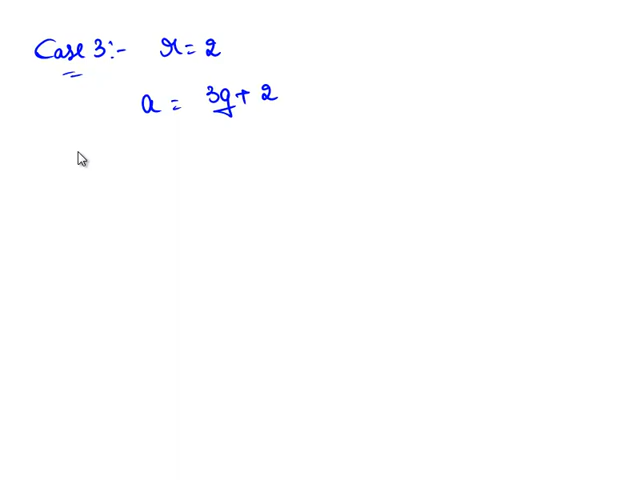 Case 3:- r = 2
a = 3q + 2